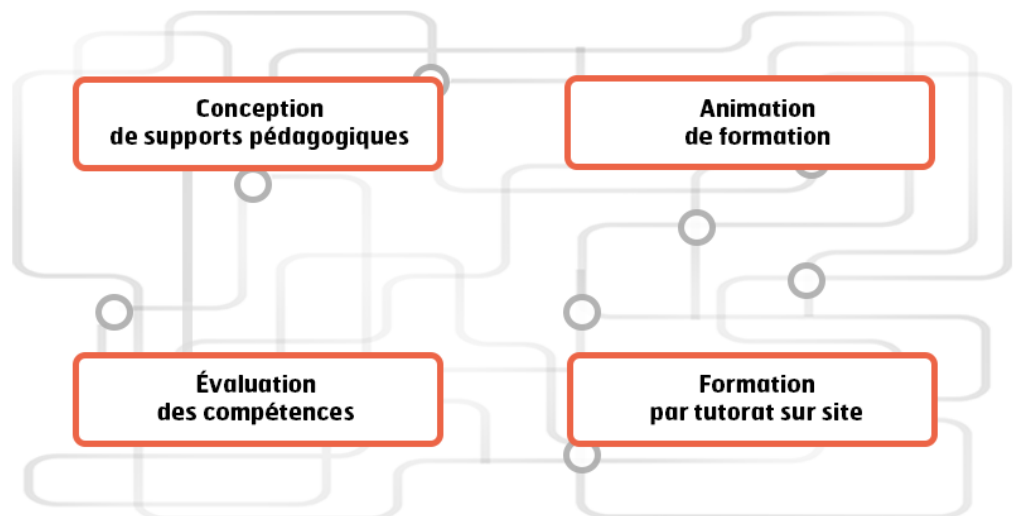 Conception
de supports pédagogiques
Animation
de formation
Évaluation
des compétences
Formation
par tutorat sur site